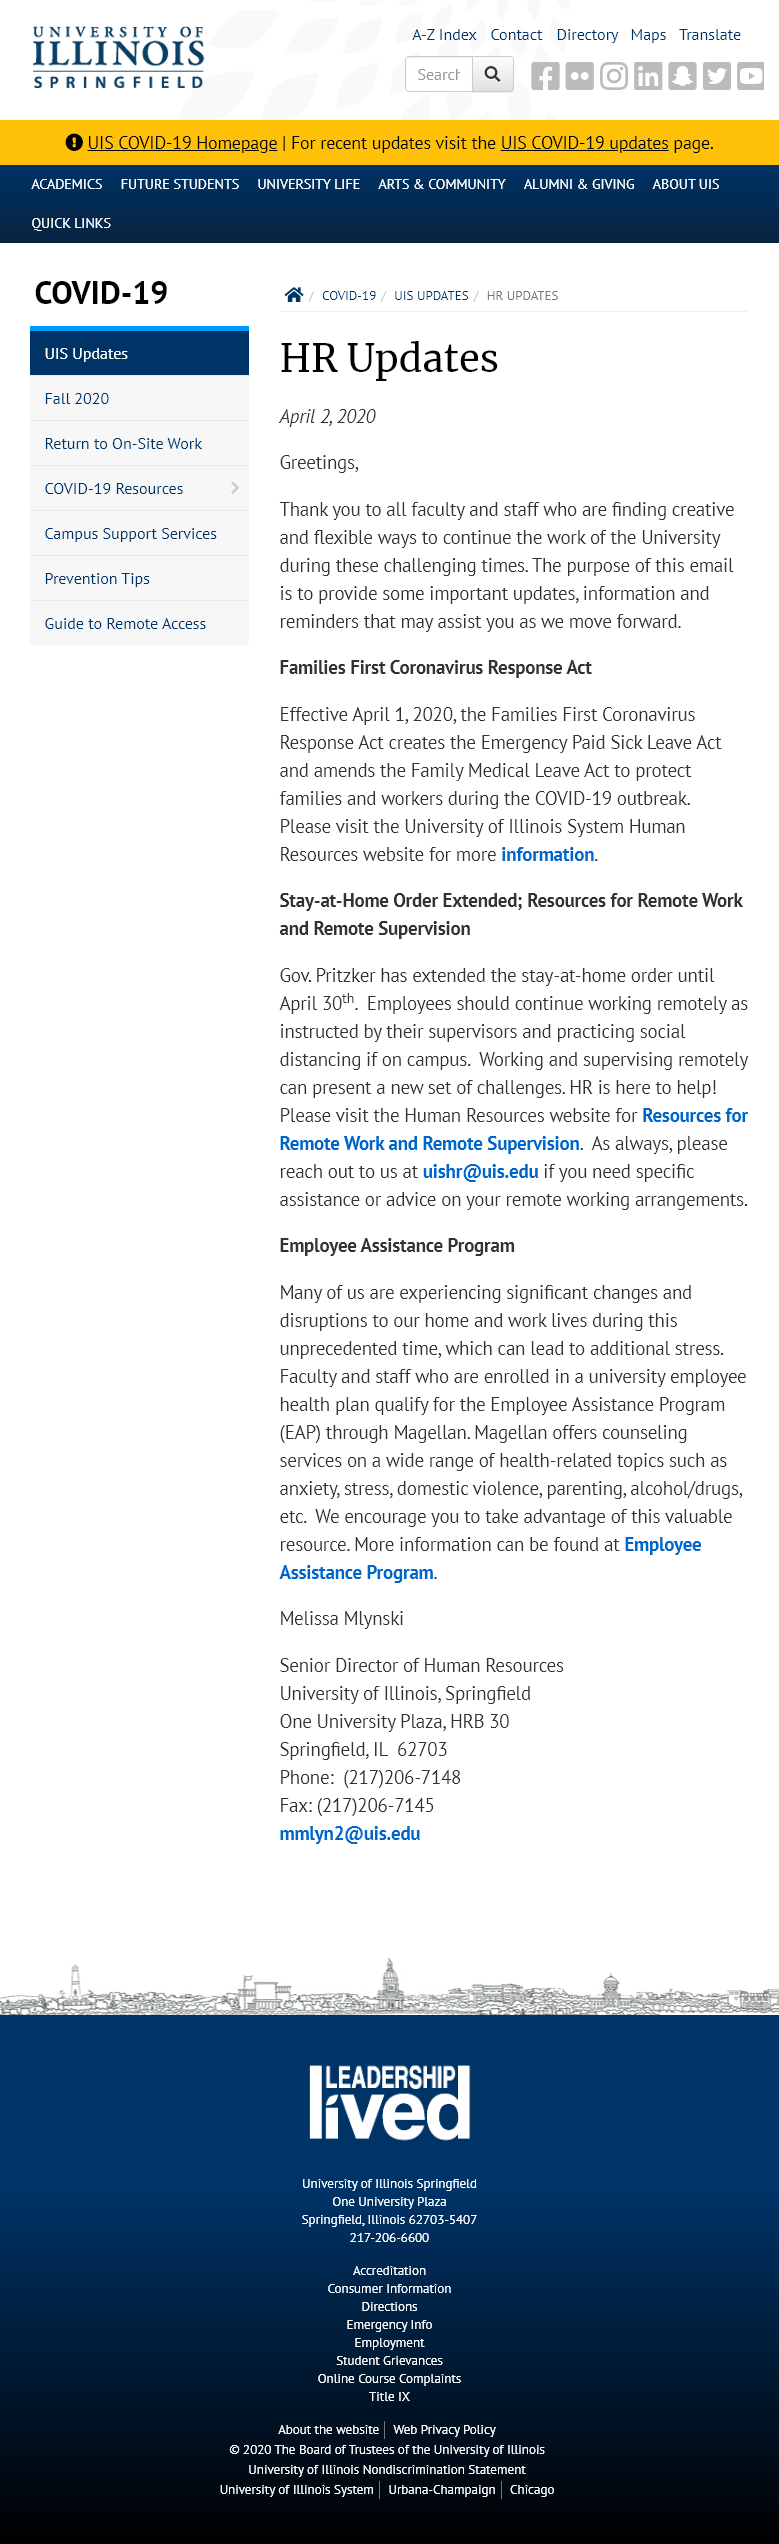 UNIVERSITY OF
ILLINOIS
SPRINGFIELD
A-Z Index Contact Directory Maps Translate
Search
UIS COVID-19 Homepage | For recent updates visit the UIS COVID-19 updates page.
ACADEMICS FUTURE STUDENTS UNIVERSITY LIFE ARTS & COMMUNITY ALUMNI & GIVING ABOUT UIS
QUICK LINKS
COVID-19
UIS Updates
Fall 2020
Return to On-Site Work
COVID-19 Resources
Campus Support Services
Prevention Tips
Guide to Remote Access
/ COVID-19 / UIS UPDATES / HR UPDATES
HR Updates
April 2, 2020
Greetings,
Thank you to all faculty and staff who are finding creative
and flexible ways to continue the work of the University
during these challenging times. The purpose of this email
is to provide some important updates, information and
reminders that may assist you as we move forward.
Families First Coronavirus Response Act
Effective April 1, 2020, the Families First Coronavirus
Response Act creates the Emergency Paid Sick Leave Act
and amends the Family Medical Leave Act to protect
families and workers during the COVID-19 outbreak.
Please visit the University of Illinois System Human
Resources website for more information.
Stay-at-Home Order Extended; Resources for Remote Work
and Remote Supervision
Gov. Pritzker has extended the stay-at-home order until
April 30th.  Employees should continue working remotely as
instructed by their supervisors and practicing social
distancing if on campus.  Working and supervising remotely
can present a new set of challenges. HR is here to help!
Please visit the Human Resources website for Resources for
Remote Work and Remote Supervision.  As always, please
reach out to us at uishr@uis.edu if you need specific
assistance or advice on your remote working arrangements.
Employee Assistance Program
Many of us are experiencing significant changes and
disruptions to our home and work lives during this
unprecedented time, which can lead to additional stress.
Faculty and staff who are enrolled in a university employee
health plan qualify for the Employee Assistance Program
(EAP) through Magellan. Magellan offers counseling
services on a wide range of health-related topics such as
anxiety, stress, domestic violence, parenting, alcohol/drugs,
etc.  We encourage you to take advantage of this valuable
resource. More information can be found at Employee
Assistance Program.
Melissa Mlynski
Senior Director of Human Resources
University of Illinois, Springfield
One University Plaza, HRB 30
Springfield, IL  62703
Phone:  (217)206-7148
Fax: (217)206-7145
mmlyn2@uis.edu
LEADERSHIP
lived
University of Illinois Springfield
One University Plaza
Springfield, Illinois 62703-5407
217-206-6600
Accreditation
Consumer Information
Directions
Emergency Info
Employment
Student Grievances
Online Course Complaints
Title IX
About the website | Web Privacy Policy
© 2020 The Board of Trustees of the University of Illinois
University of Illinois Nondiscrimination Statement
University of Illinois System | Urbana-Champaign | Chicago